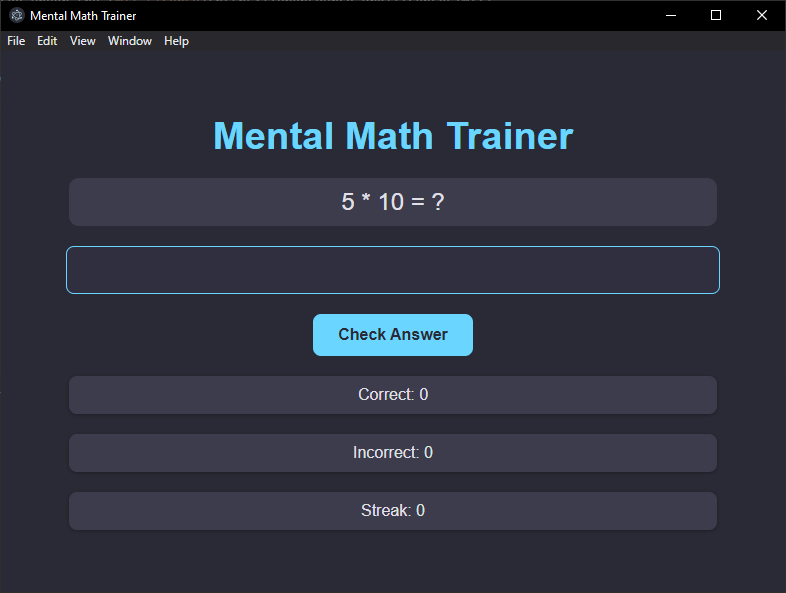 Mental Math Trainer
File Edit View Window Help
Mental Math Trainer
5 * 10 = ?
Check Answer
Correct: 0
Incorrect: 0
Streak: 0